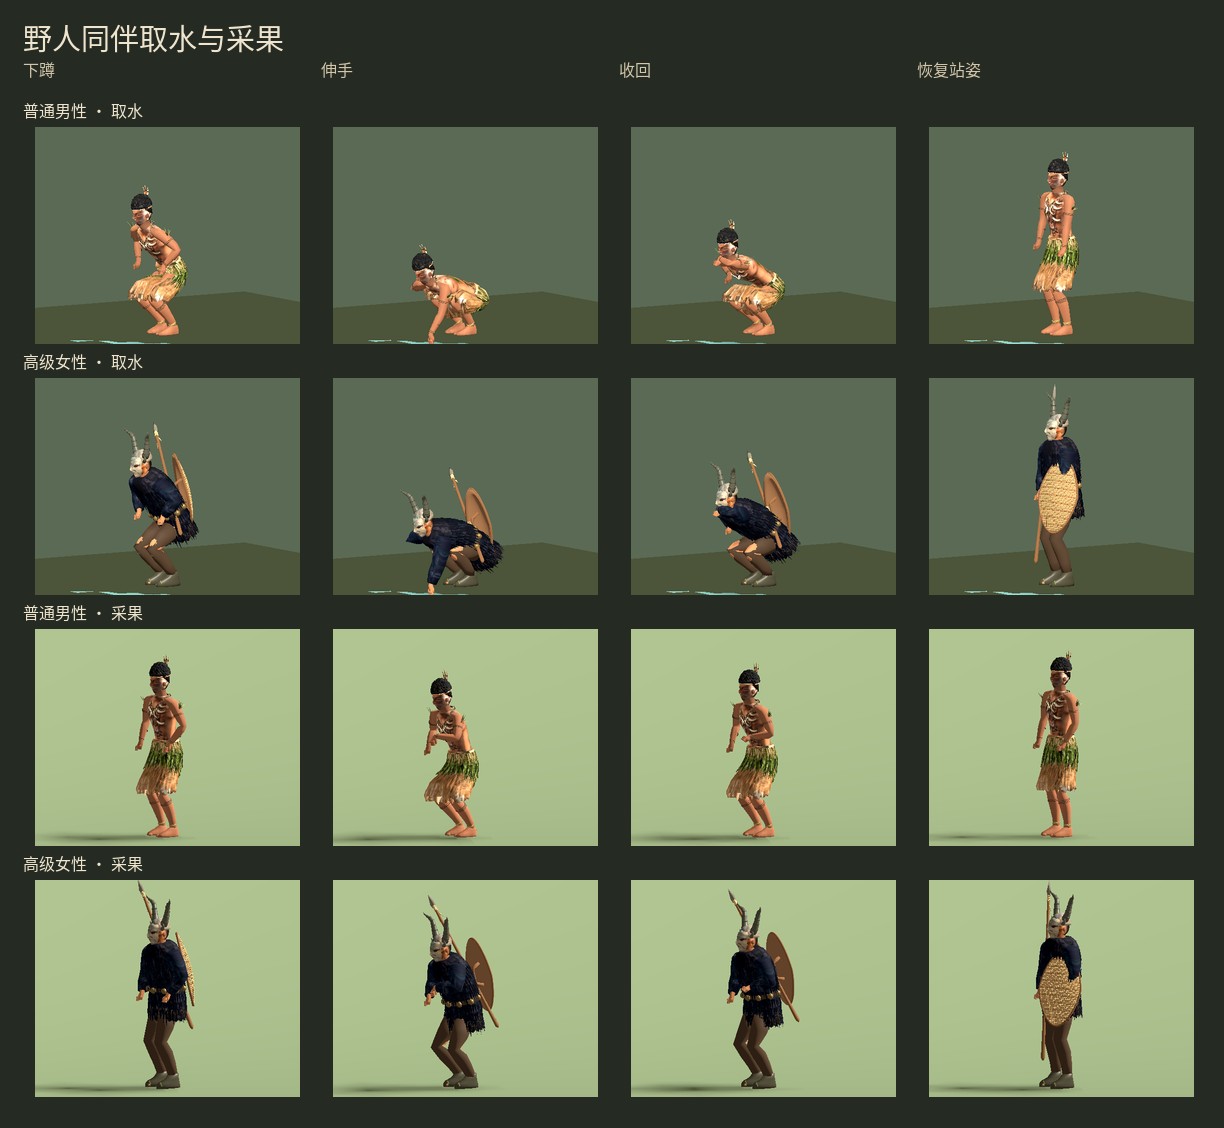 野人同伴取水与采果
下蹲 伸手 收回 恢复站姿
普通男性 · 取水
高级女性 · 取水
普通男性 · 采果
高级女性 · 采果